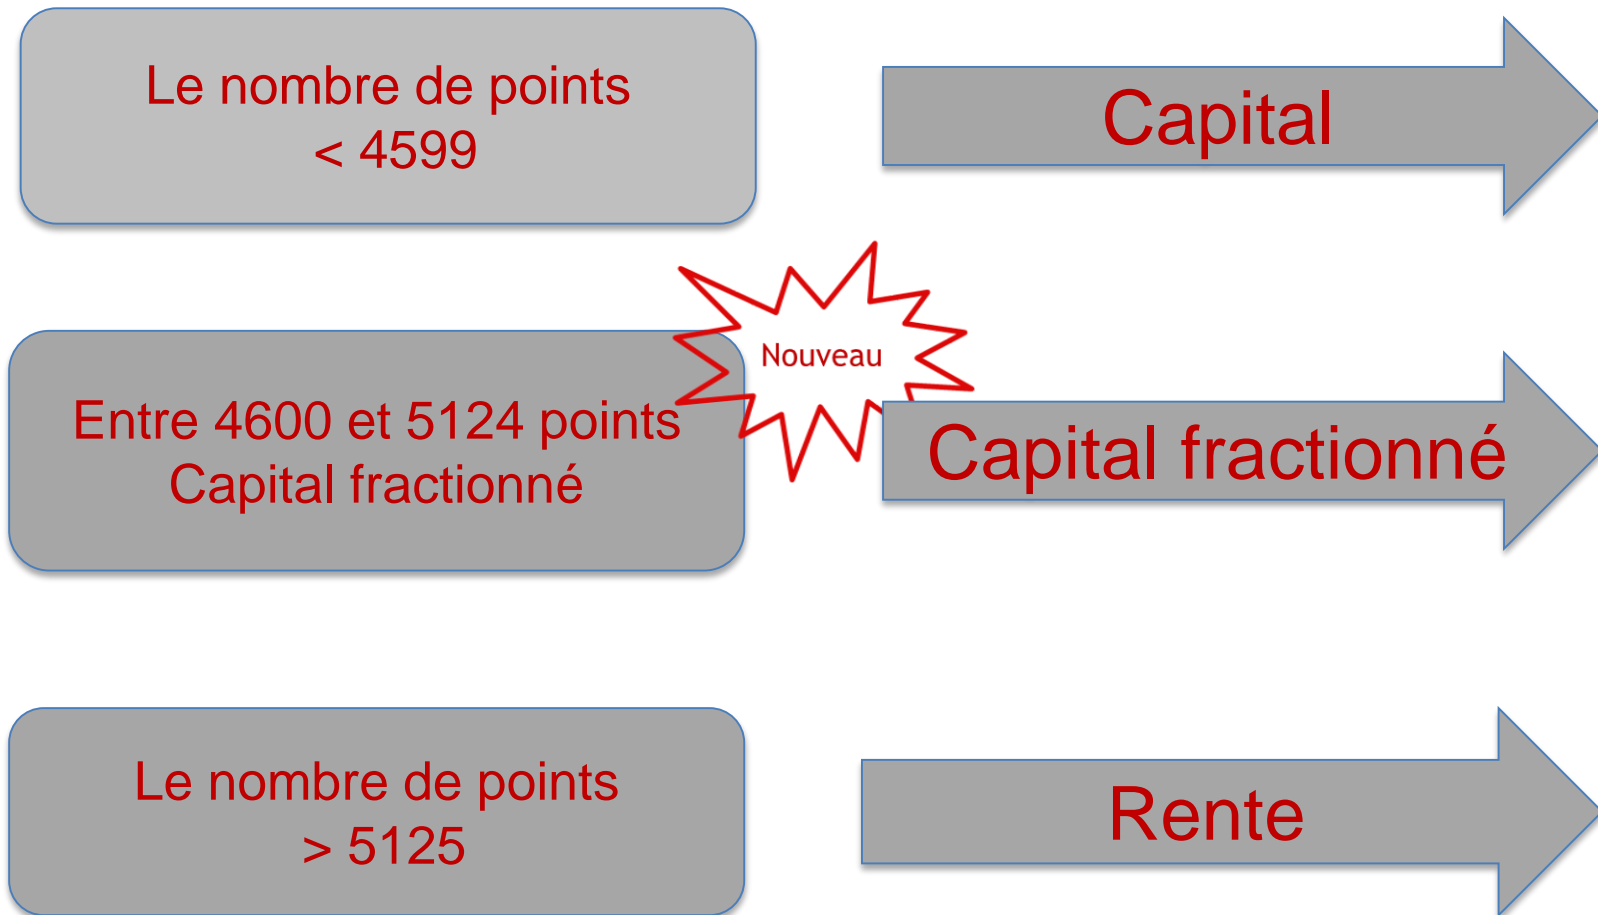 Le nombre de points
< 4599
Capital
Nouveau
Entre 4600 et 5124 points
Capital fractionné
Capital fractionné
Le nombre de points
> 5125
Rente